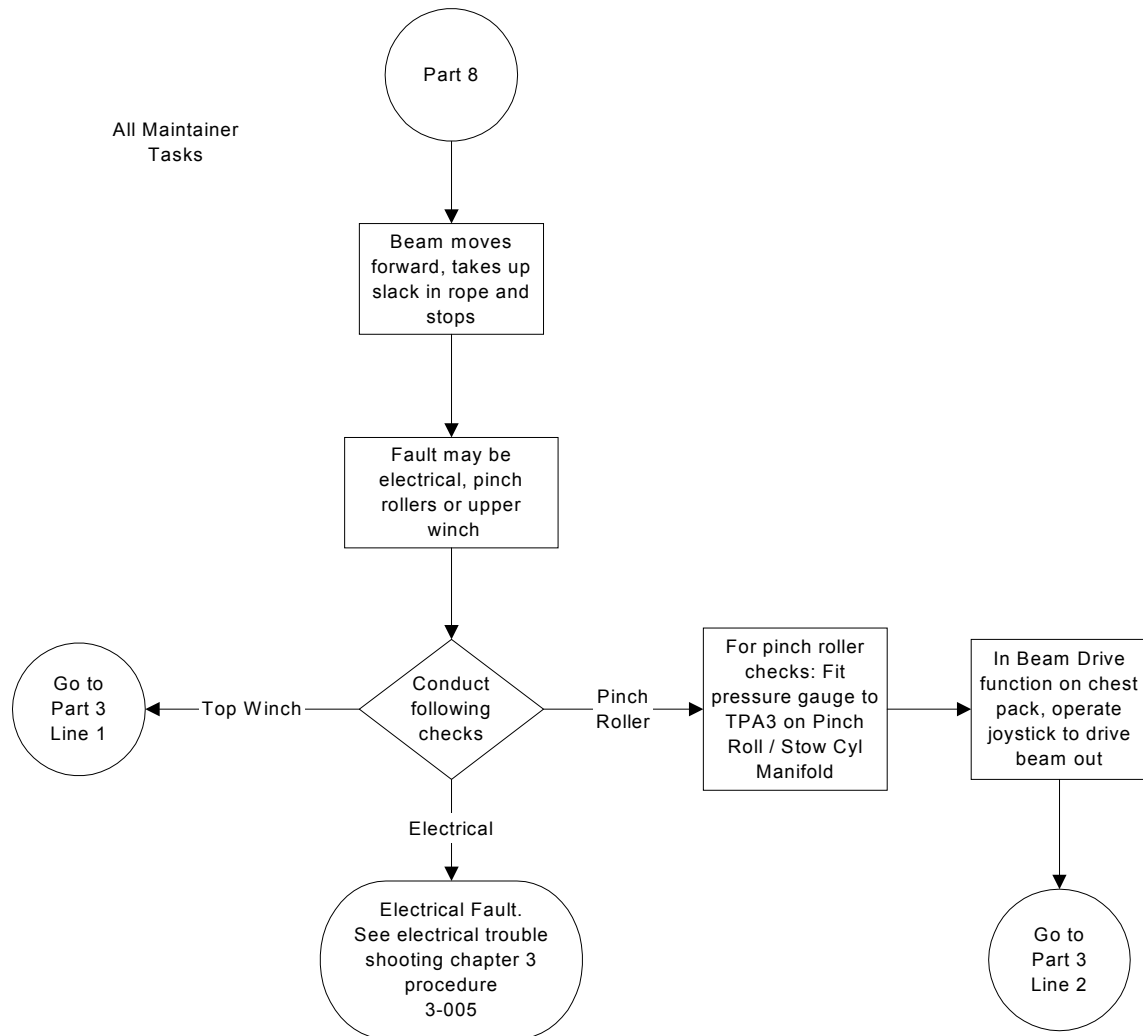 Part 8
All Maintainer
Tasks
Beam moves
forward, takes up
slack in rope and
stops
Fault may be
electrical, pinch
rollers or upper
winch
Go to
Part 3
Line 1
Top Winch
Conduct
following
checks
Pinch
Roller
For pinch roller
checks: Fit
pressure gauge to
TPA3 on Pinch
Roll / Stow Cyl
Manifold
In Beam Drive
function on chest
pack, operate
joystick to drive
beam out
Electrical
Electrical Fault.
See electrical trouble
shooting chapter 3
procedure
3-005
Go to
Part 3
Line 2